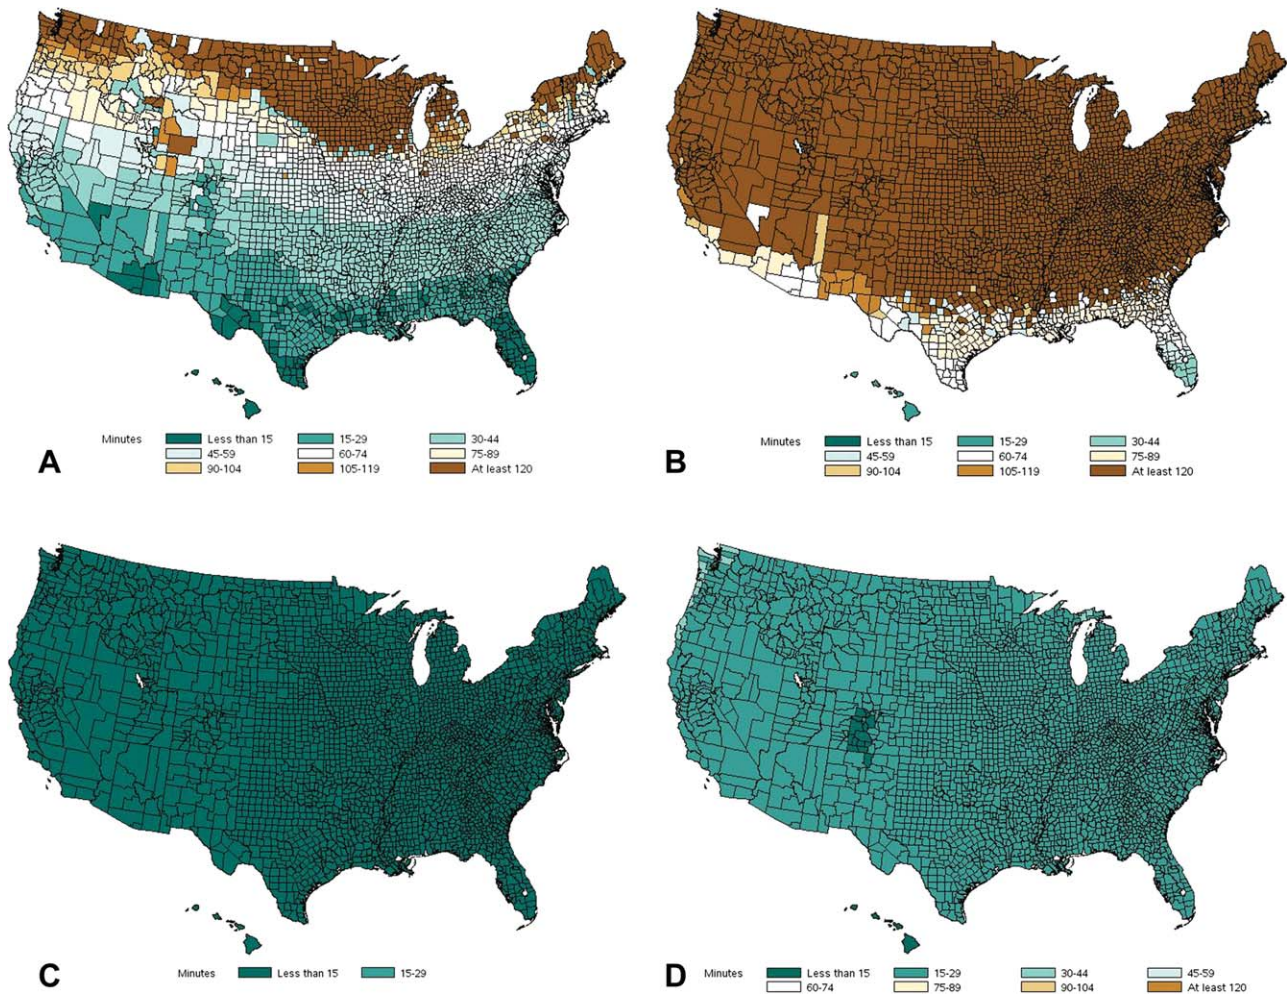 A
Minutes Less than 15 15-29 30-44
45-59 60-74 75-89
90-104 105-119 At least 120
B
Minutes Less than 15 15-29 30-44
45-59 60-74 75-89
90-104 105-119 At least 120
C
Minutes Less than 15 15-29
D
Minutes Less than 15 15-29 30-44 45-59
60-74 75-89 90-104 At least 120